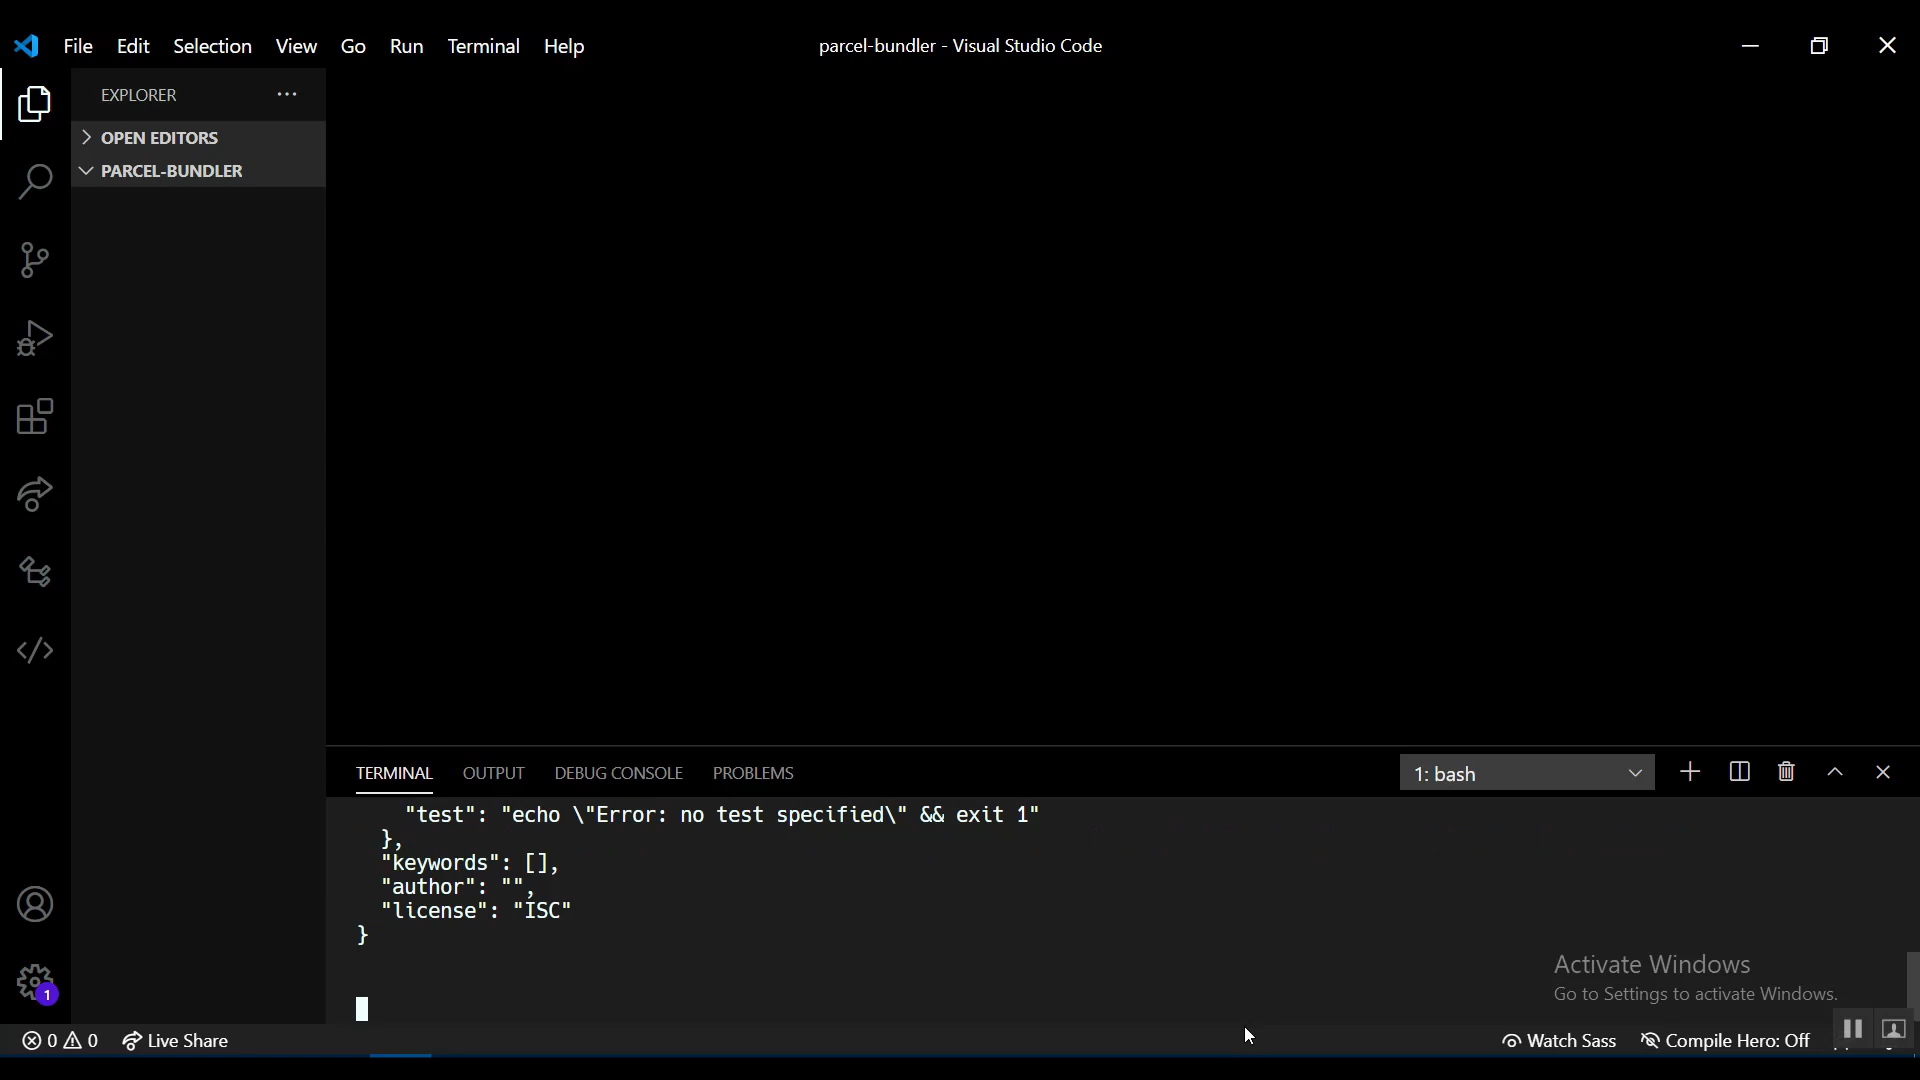 File Edit Selection View Go Run Terminal Help
parcel-bundler - Visual Studio Code
EXPLORER
OPEN EDITORS
PARCEL-BUNDLER
TERMINAL OUTPUT DEBUG CONSOLE PROBLEMS
1: bash
"test": "echo \"Error: no test specified\" && exit 1"
},
"keywords": [],
"author": "",
"license": "ISC"
}
Activate Windows
Go to Settings to activate Windows.
1
0 0 Live Share
Watch Sass Compile Hero: Off